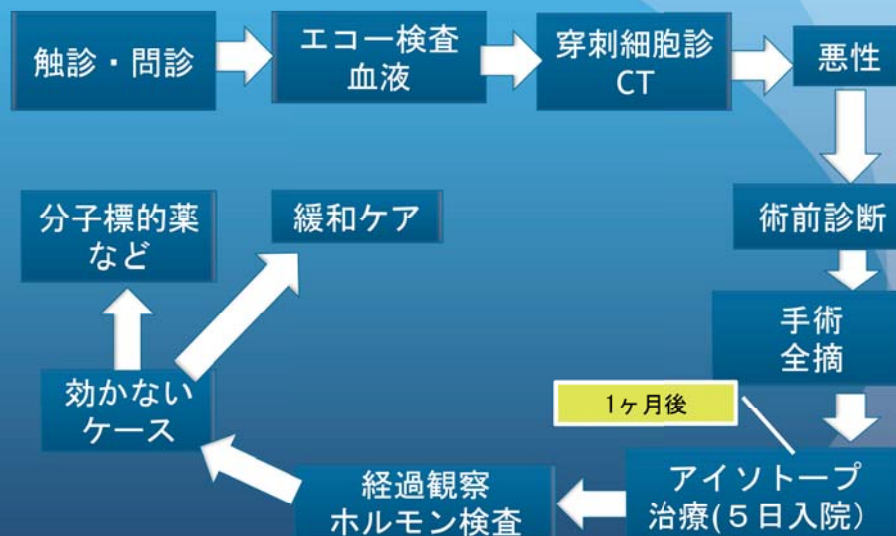 触診・問診
エコー検査
血液
穿刺細胞診
CT
悪性
術前診断
手術
全摘
1ヶ月後
アイソトープ
治療(５日入院）
経過観察
ホルモン検査
効かない
ケース
分子標的薬
など
緩和ケア